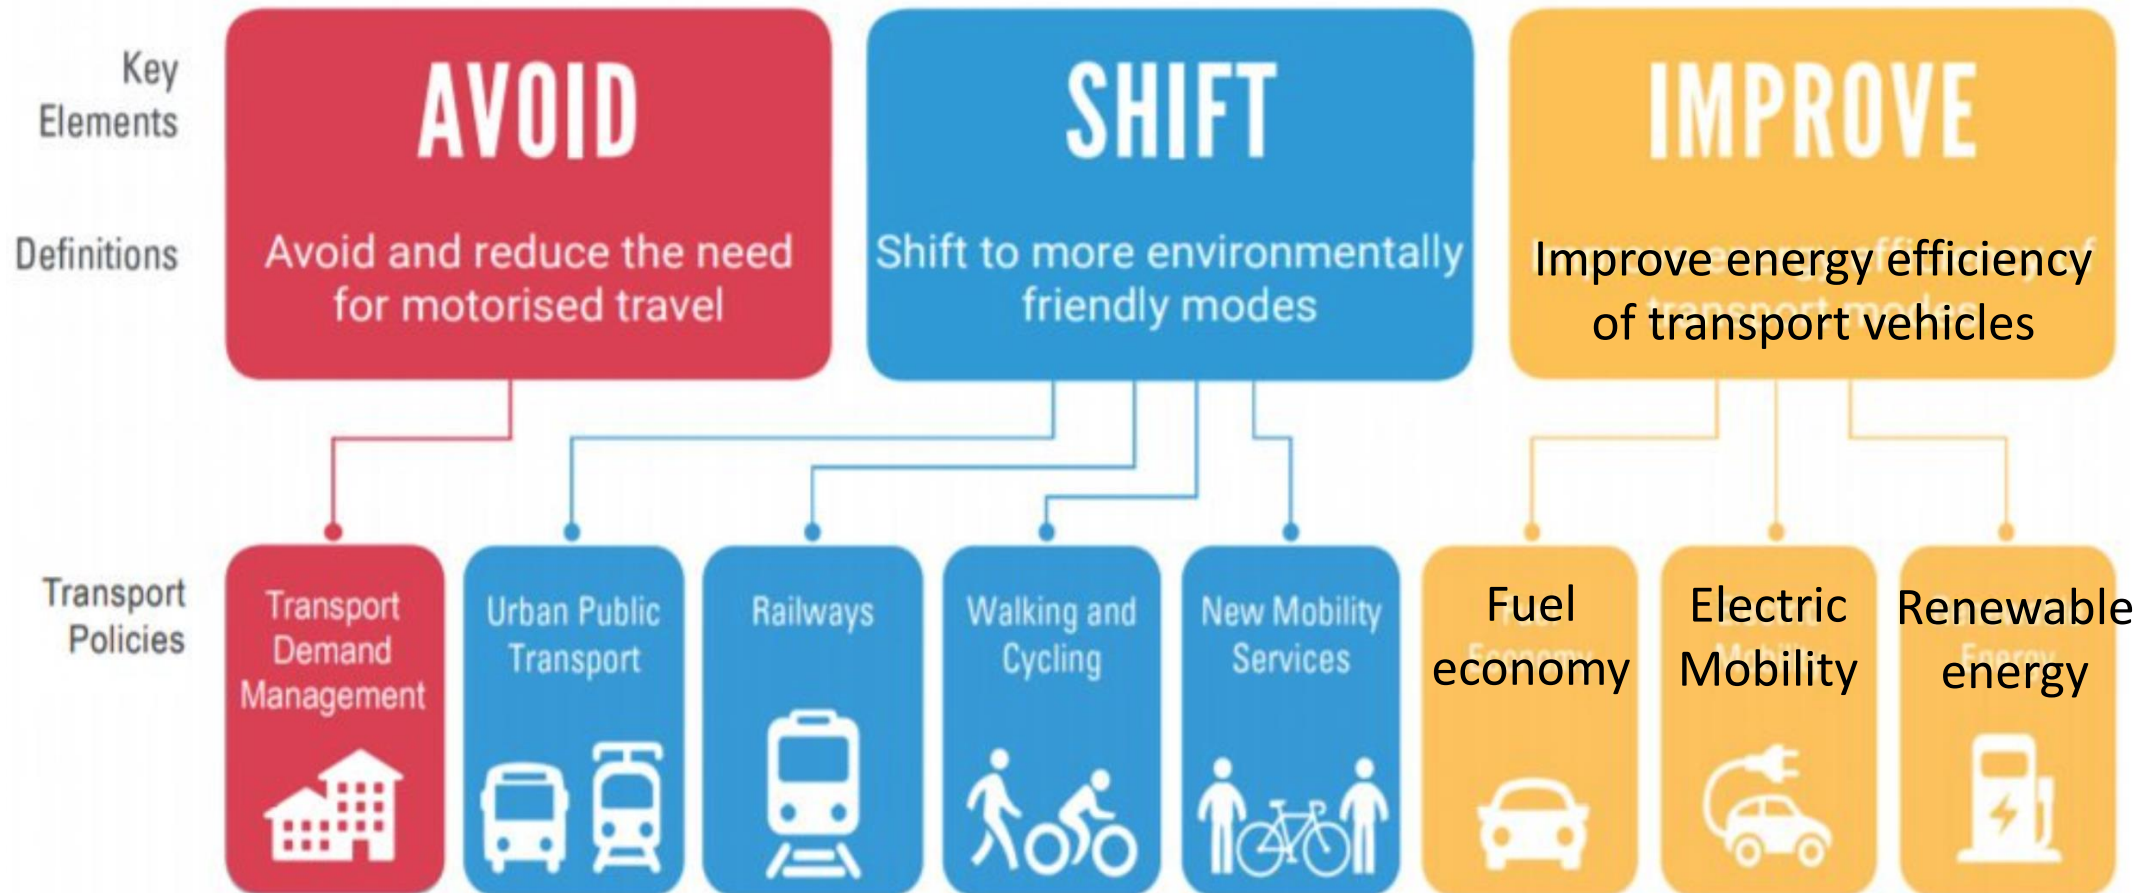 Key
Elements
AVOID
SHIFT
IMPROVE
Definitions
Avoid and reduce the need
for motorised travel
Shift to more environmentally
friendly modes
Improve energy efficiency
of transport vehicles
Transport
Policies
Transport
Demand
Management
Urban Public
Transport
Railways
Walking and
Cycling
New Mobility
Services
Fuel
economy
Electric
Mobility
Renewable
energy